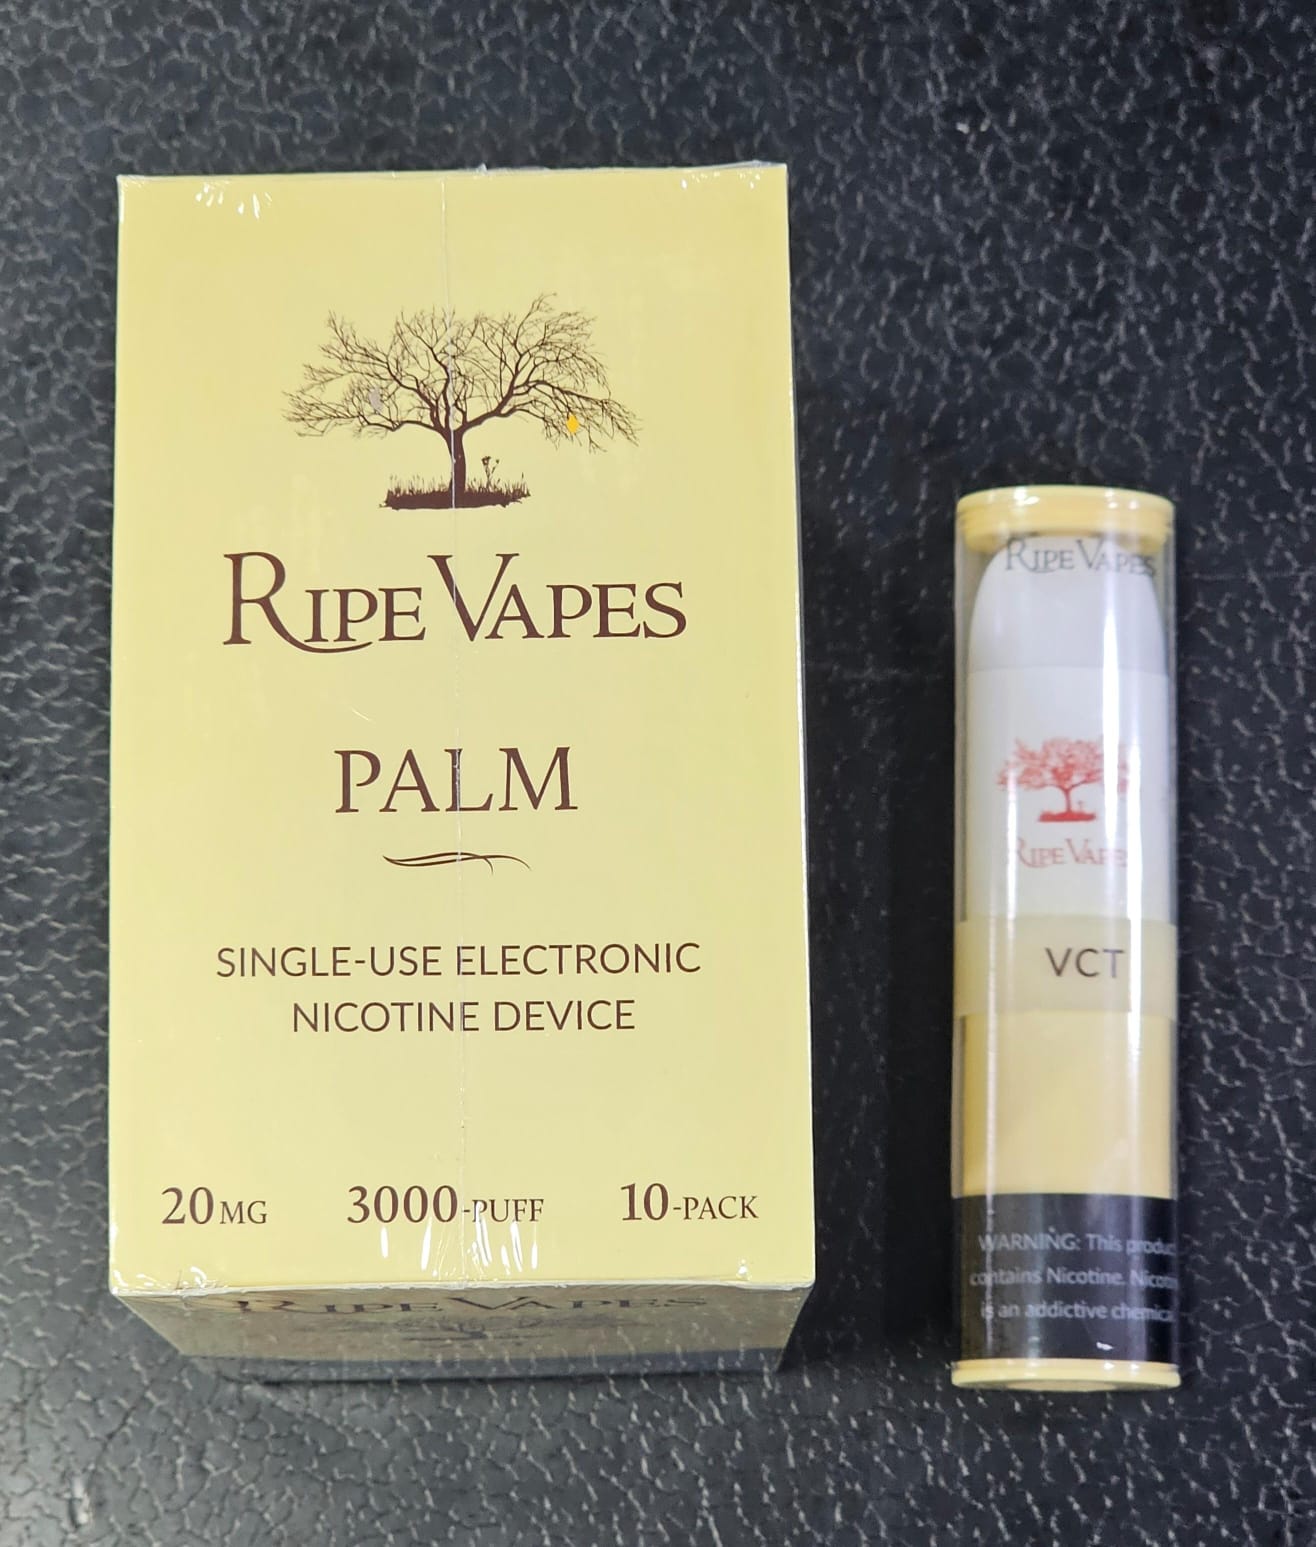 RIPE VAPES
PALM
SINGLE-USE ELECTRONIC
NICOTINE DEVICE
20MG 3000-PUFF 10-PACK
RIPE VAPES
RIPE VAPES
RIPE VAPES
VCT
WARNING: This product
contains Nicotine. Nicotine
is an addictive chemical